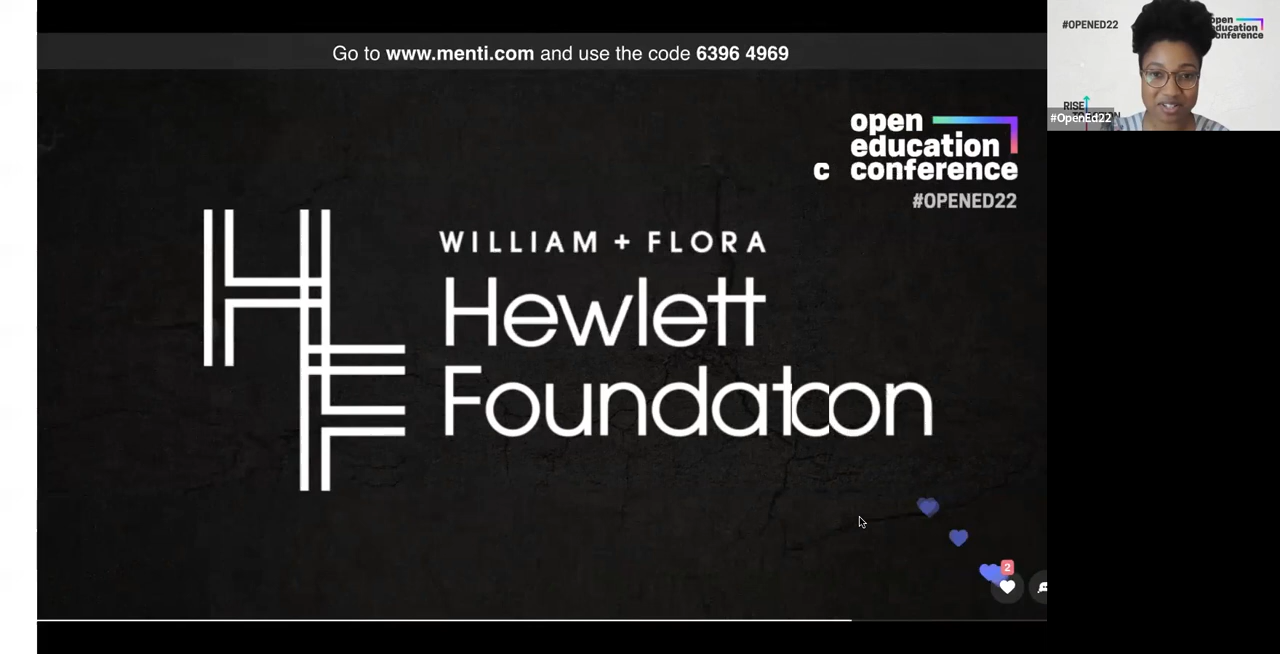 Go to www.menti.com and use the code 6396 4969
open
education
c conference
#OPENED22
WILLIAM + FLORA
Hewlett
Foundatcon
2
#OPENED22
open
education
conference
RISE
#OpenEd22